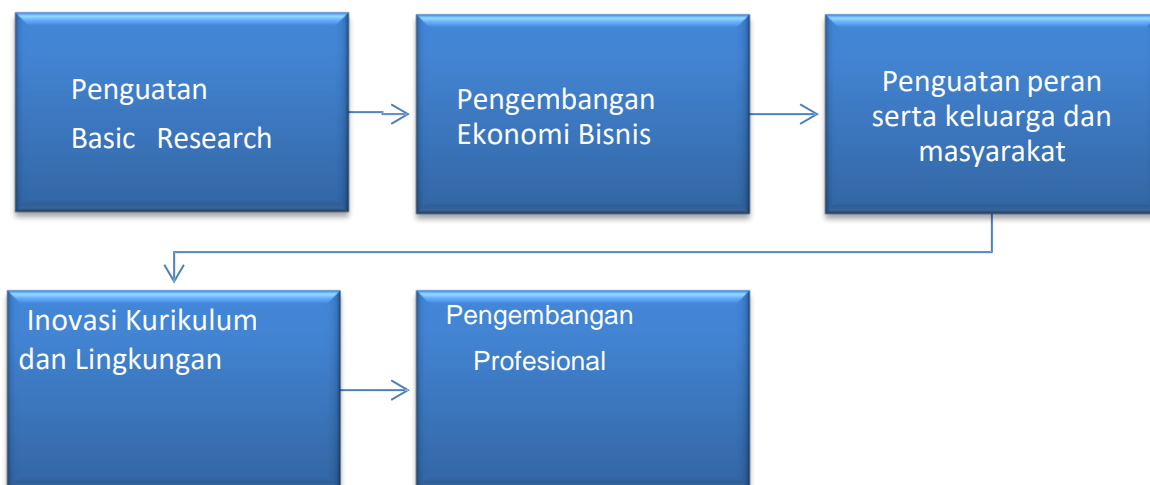 Penguatan
Basic Research
Pengembangan
Ekonomi Bisnis
Penguatan peran
serta keluarga dan
masyarakat
Inovasi Kurikulum
dan Lingkungan
Pengembangan
Profesional